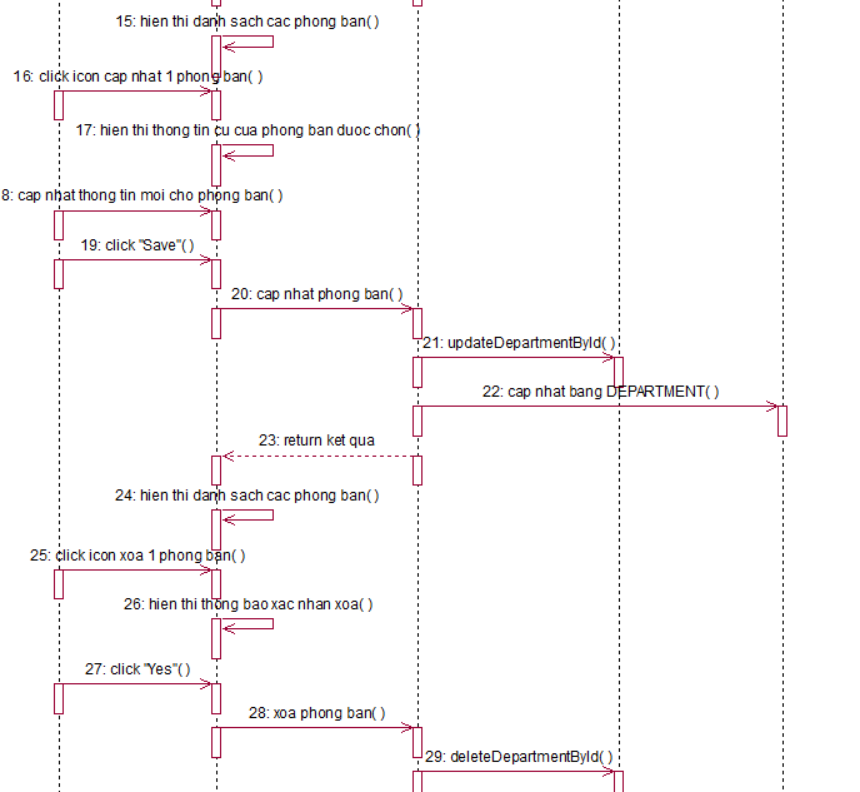 15: hien thi danh sach cac phong ban( )
16: click icon cap nhat 1 phong ban( )
17: hien thi thong tin cu cua phong ban duoc chon( )
8: cap nhat thong tin moi cho phong ban( )
19: click "Save"( )
20: cap nhat phong ban( )
21: updateDepartmentById( )
22: cap nhat bang DEPARTMENT( )
23: return ket qua
24: hien thi danh sach cac phong ban( )
25: click icon xoa 1 phong ban( )
26: hien thi thong bao xac nhan xoa( )
27: click "Yes"( )
28: xoa phong ban( )
29: deleteDepartmentById( )